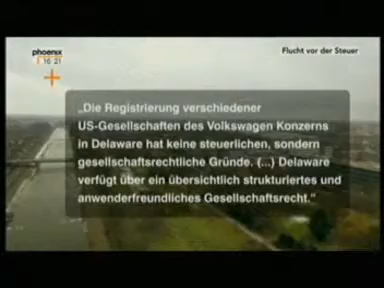 phoenix
16 21
Flucht vor der Steuer
„Die Registrierung verschiedener
US-Gesellschaften des Volkswagen Konzerns
in Delaware hat keine steuerlichen, sondern
gesellschaftsrechtliche Gründe. (...) Delaware
verfügt über ein übersichtlich strukturiertes und
anwenderfreundliches Gesellschaftsrecht.“